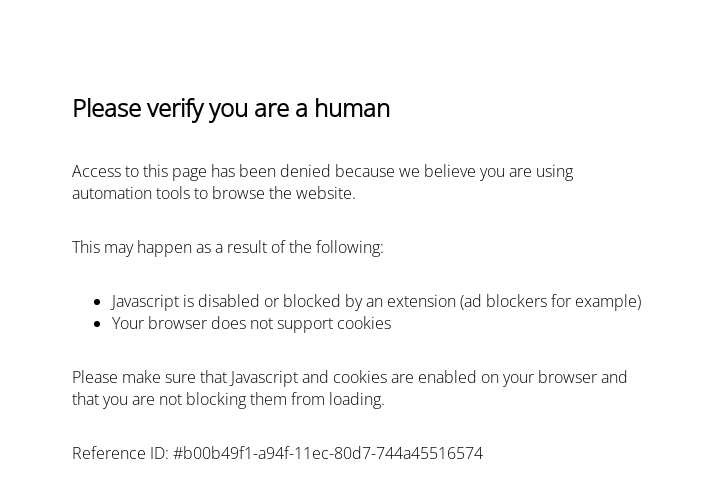 Please verify you are a human
Access to this page has been denied because we believe you are using
automation tools to browse the website.
This may happen as a result of the following:
Javascript is disabled or blocked by an extension (ad blockers for example)
Your browser does not support cookies
Please make sure that Javascript and cookies are enabled on your browser and
that you are not blocking them from loading.
Reference ID: #b00b49f1-a94f-11ec-80d7-744a45516574